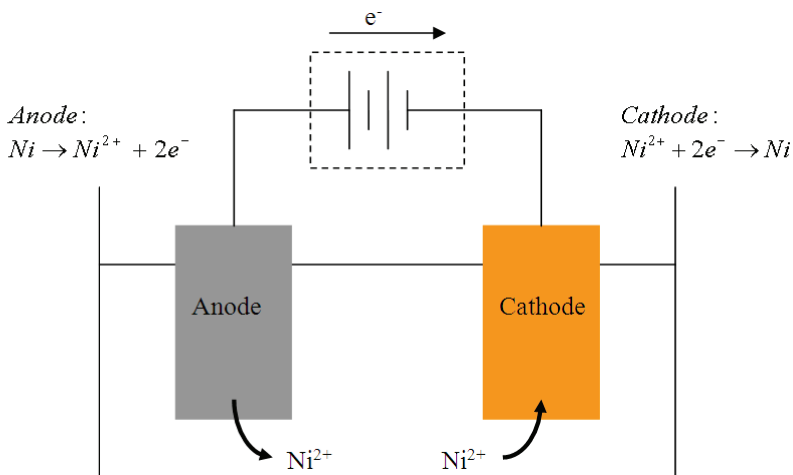 e⁻
Anode:
Ni → Ni²⁺ + 2e⁻
Cathode:
Ni²⁺ + 2e⁻ → Ni
Anode
Cathode
Ni²⁺
Ni²⁺